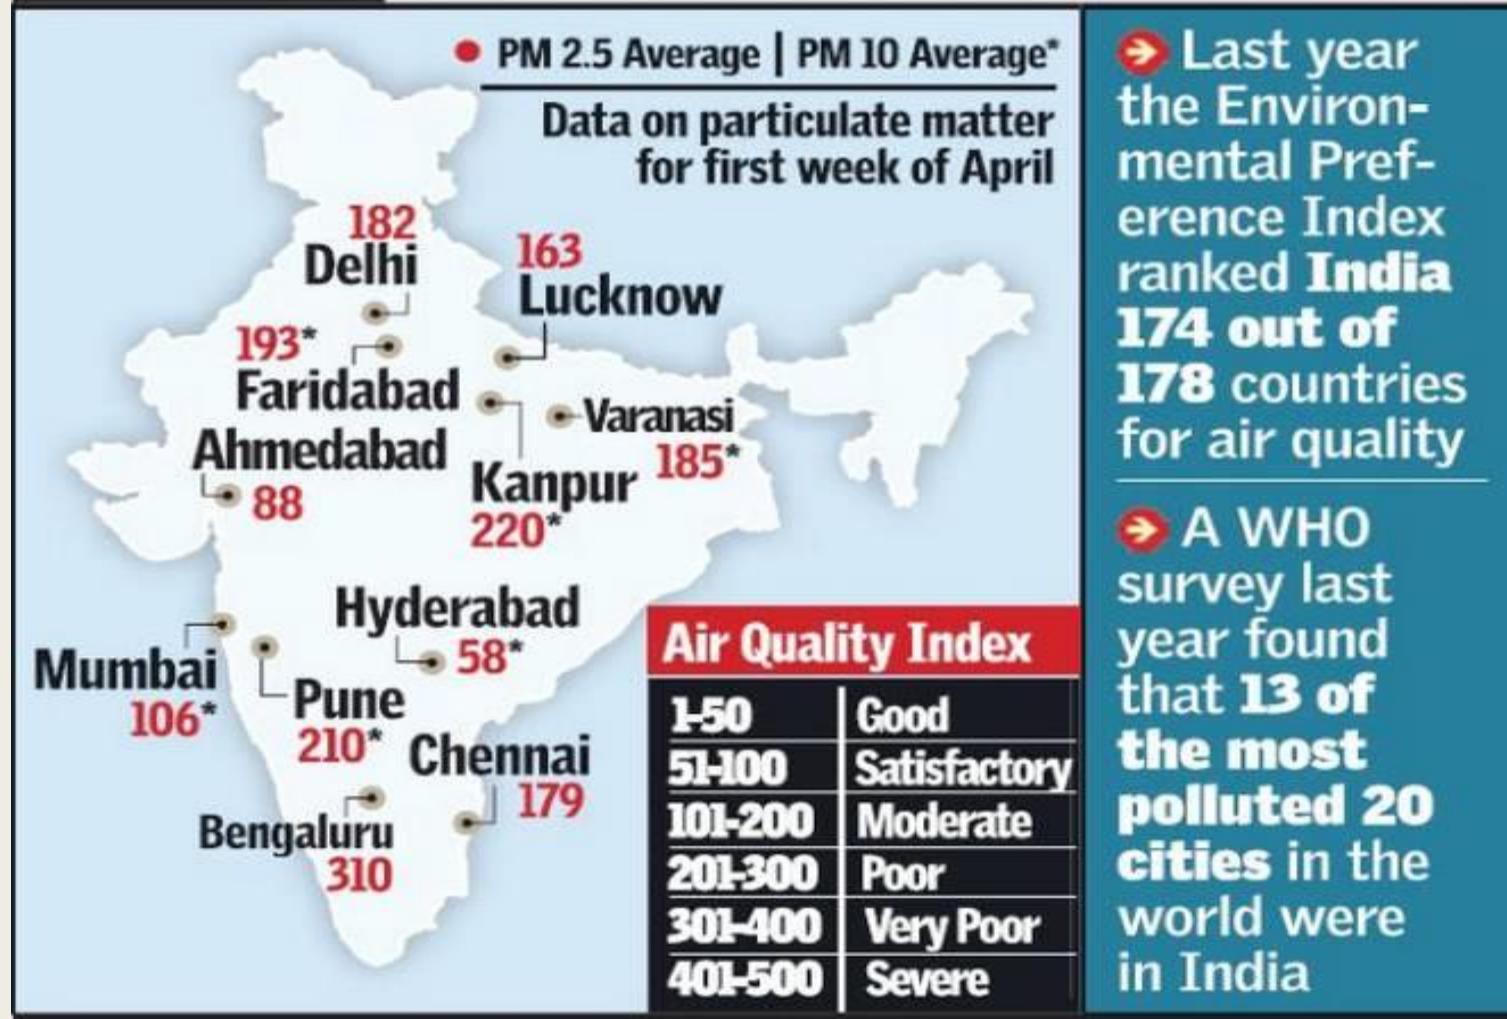 PM 2.5 Average | PM 10 Average*
Data on particulate matter
for first week of April
182
Delhi
163
Lucknow
193*
Faridabad
Varanasi
185*
Ahmedabad
88
Kanpur
220*
Hyderabad
58*
Mumbai
106*
Pune
210*
Chennai
179
Bengaluru
310
Air Quality Index
1-50 Good
51-100 Satisfactory
101-200 Moderate
201-300 Poor
301-400 Very Poor
401-500 Severe
Last year
the Environ-
mental Pref-
erence Index
ranked India
174 out of
178 countries
for air quality
A WHO
survey last
year found
that 13 of
the most
polluted 20
cities in the
world were
in India